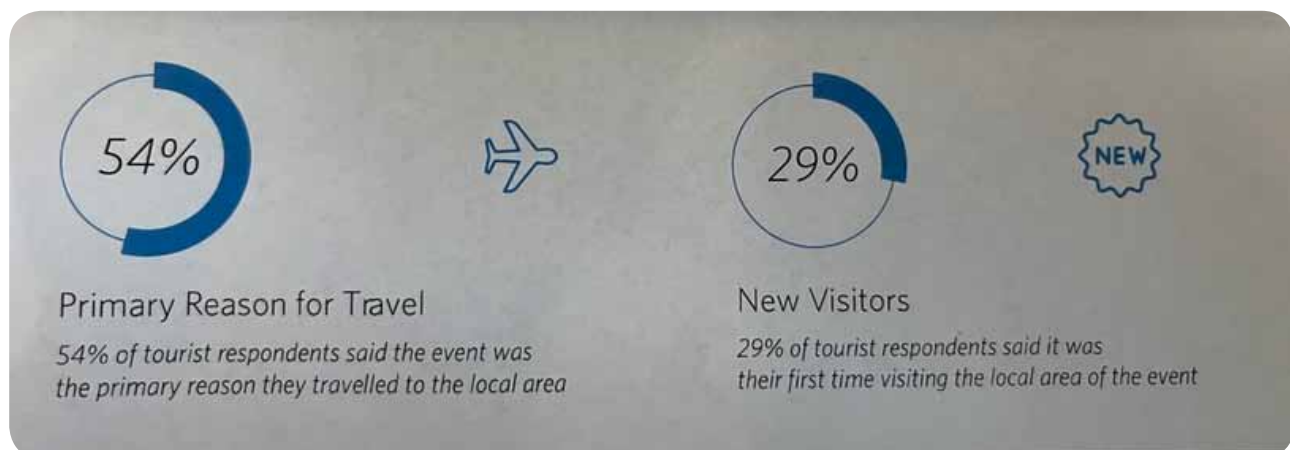 54%
29%
NEW
Primary Reason for Travel
54% of tourist respondents said the event was
the primary reason they travelled to the local area
New Visitors
29% of tourist respondents said it was
their first time visiting the local area of the event